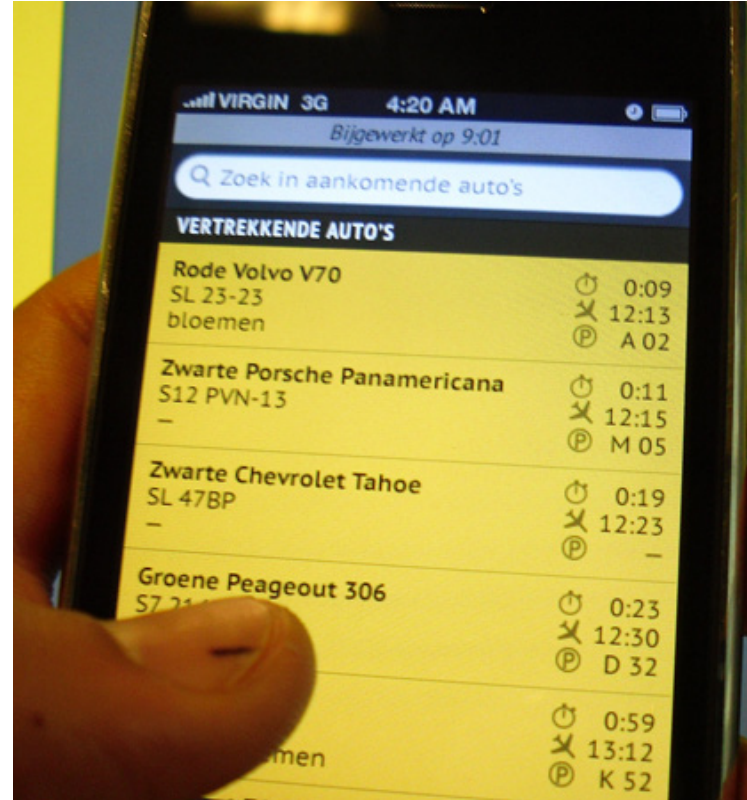 VIRGIN 3G 4:20 AM
Bijgewerkt op 9:01
Zoek in aankomende auto's
VERTREKKENDE AUTO'S
Rode Volvo V70 0:09
SL 23-23 12:13
bloemen P A 02
Zwarte Porsche Panamericana 0:11
S12 PVN-13 12:15
– P M 05
Zwarte Chevrolet Tahoe 0:19
SL 47BP 12:23
– P –
Groene Peageout 306 0:23
S7 12:30
P D 32
0:59
13:12
P K 52